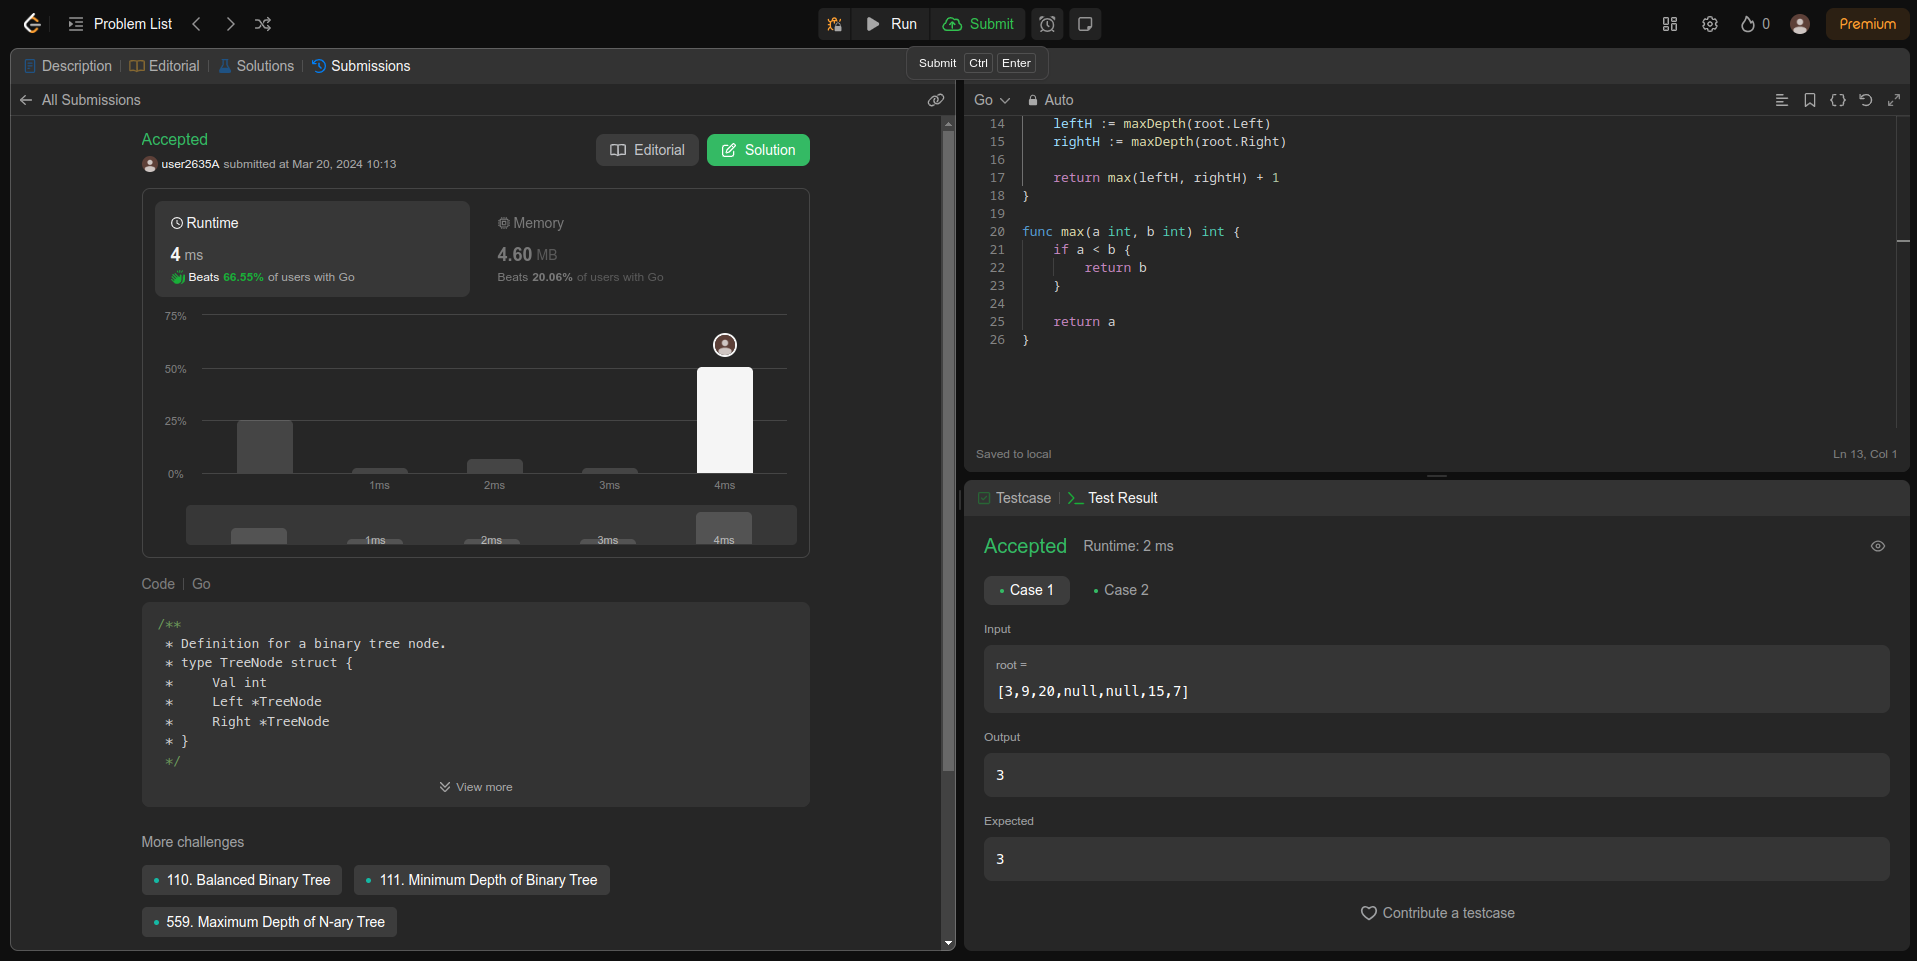 Problem List
Run
Submit
0
Premium
Submit Ctrl Enter
Description | Editorial | Solutions | Submissions
All Submissions
Accepted
user2635A submitted at Mar 20, 2024 10:13
Editorial
Solution
Runtime
4 ms
Beats 66.55% of users with Go
Memory
4.60 MB
Beats 20.06% of users with Go
75%
50%
25%
0%
1ms 2ms 3ms 4ms
1ms 2ms 3ms 4ms
Code | Go
/**
 * Definition for a binary tree node.
 * type TreeNode struct {
 *     Val int
 *     Left *TreeNode
 *     Right *TreeNode
 * }
 */
View more
More challenges
110. Balanced Binary Tree
111. Minimum Depth of Binary Tree
559. Maximum Depth of N-ary Tree
Go
Auto
14     leftH := maxDepth(root.Left)
15     rightH := maxDepth(root.Right)
16
17     return max(leftH, rightH) + 1
18 }
19
20 func max(a int, b int) int {
21     if a < b {
22         return b
23     }
24
25     return a
26 }
Saved to local
Ln 13, Col 1
Testcase | >_ Test Result
Accepted
Runtime: 2 ms
Case 1
Case 2
Input
root =
[3,9,20,null,null,15,7]
Output
3
Expected
3
Contribute a testcase